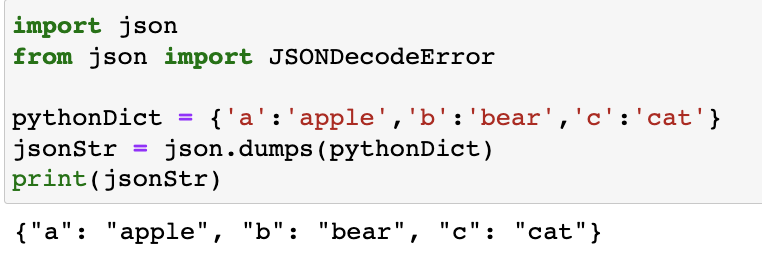 import json
from json import JSONDecodeError
pythonDict = {'a':'apple','b':'bear','c':'cat'}
jsonStr = json.dumps(pythonDict)
print(jsonStr)
{"a": "apple", "b": "bear", "c": "cat"}